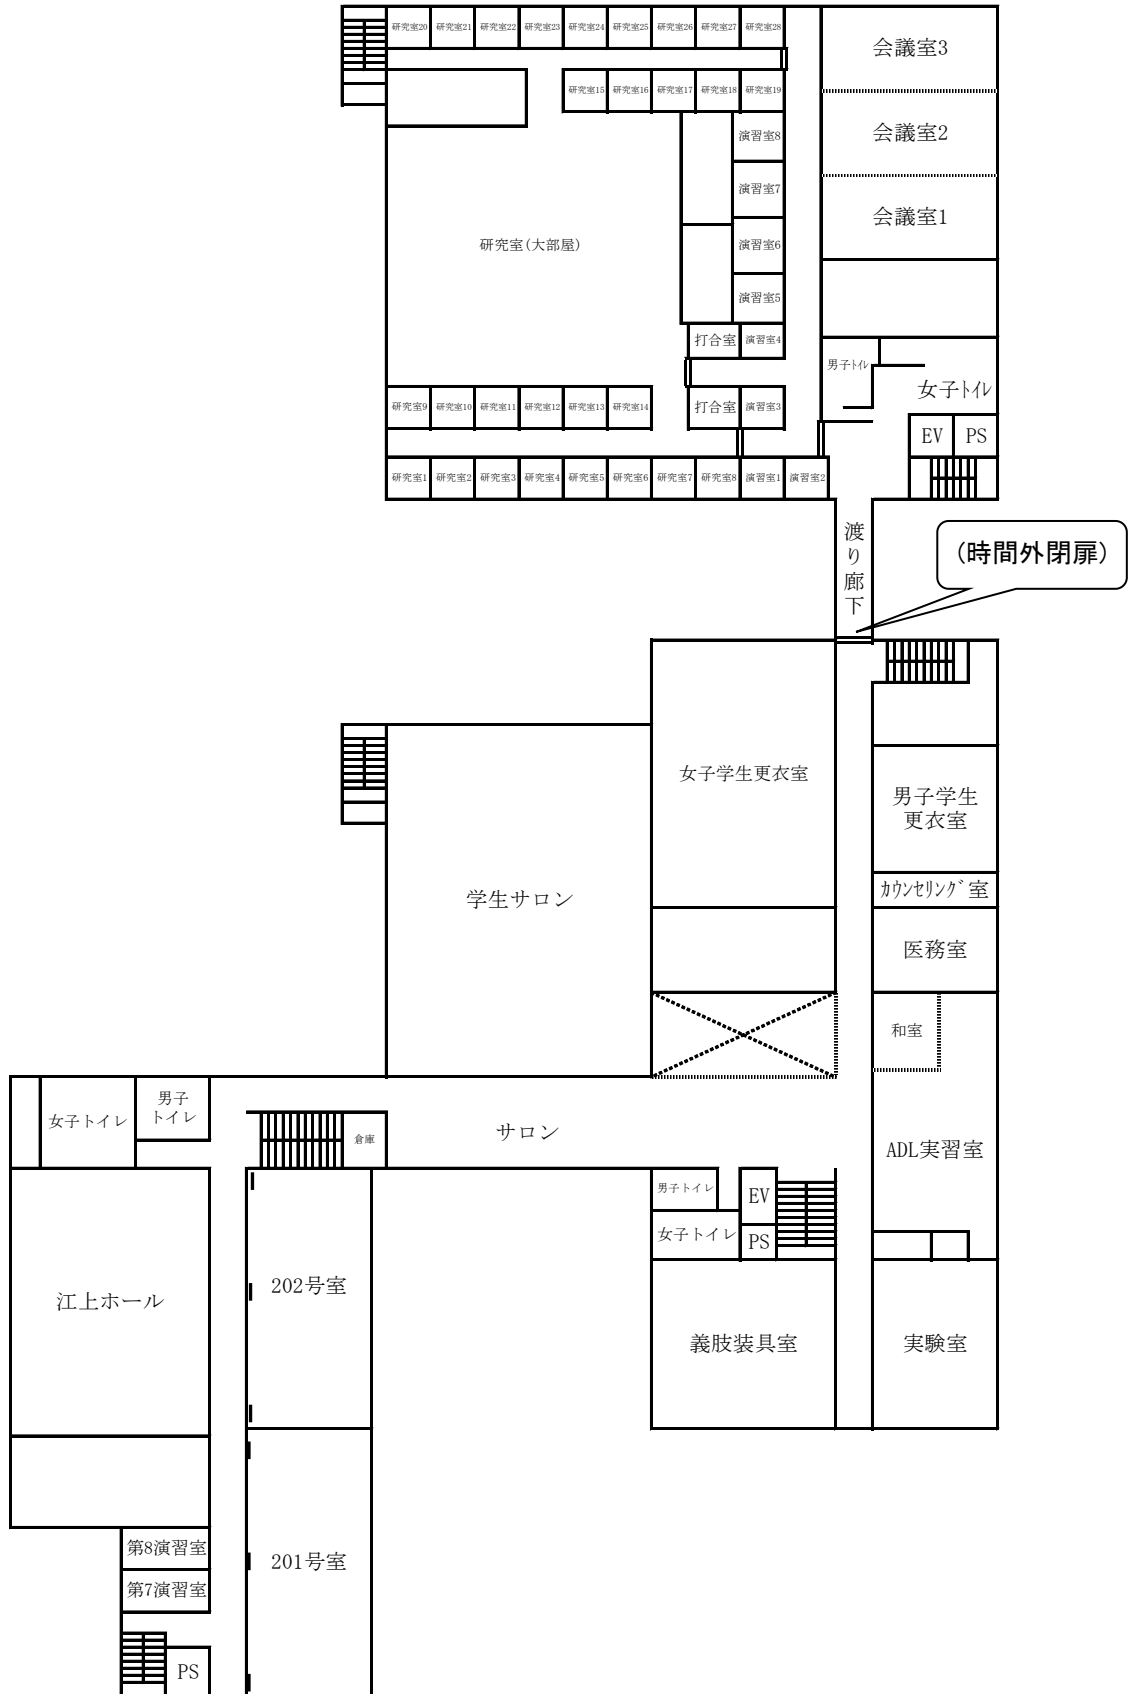 研究室20 研究室21 研究室22 研究室23 研究室24 研究室25 研究室26 研究室27 研究室28
会議室3
研究室15 研究室16 研究室17 研究室18 研究室19
会議室2
演習室8
演習室7
会議室1
研究室(大部屋)
演習室6
演習室5
打合室 演習室4
男子トイレ
女子トイレ
研究室9 研究室10 研究室11 研究室12 研究室13 研究室14
打合室 演習室3
EV PS
研究室1 研究室2 研究室3 研究室4 研究室5 研究室6 研究室7 研究室8 演習室1 演習室2
渡り廊下
(時間外閉扉)
女子学生更衣室
男子学生
更衣室
カウンセリング室
学生サロン
医務室
和室
女子トイレ
男子
トイレ
倉庫
サロン
ADL実習室
男子トイレ
EV
女子トイレ
PS
202号室
江上ホール
義肢装具室
実験室
第8演習室
201号室
第7演習室
PS